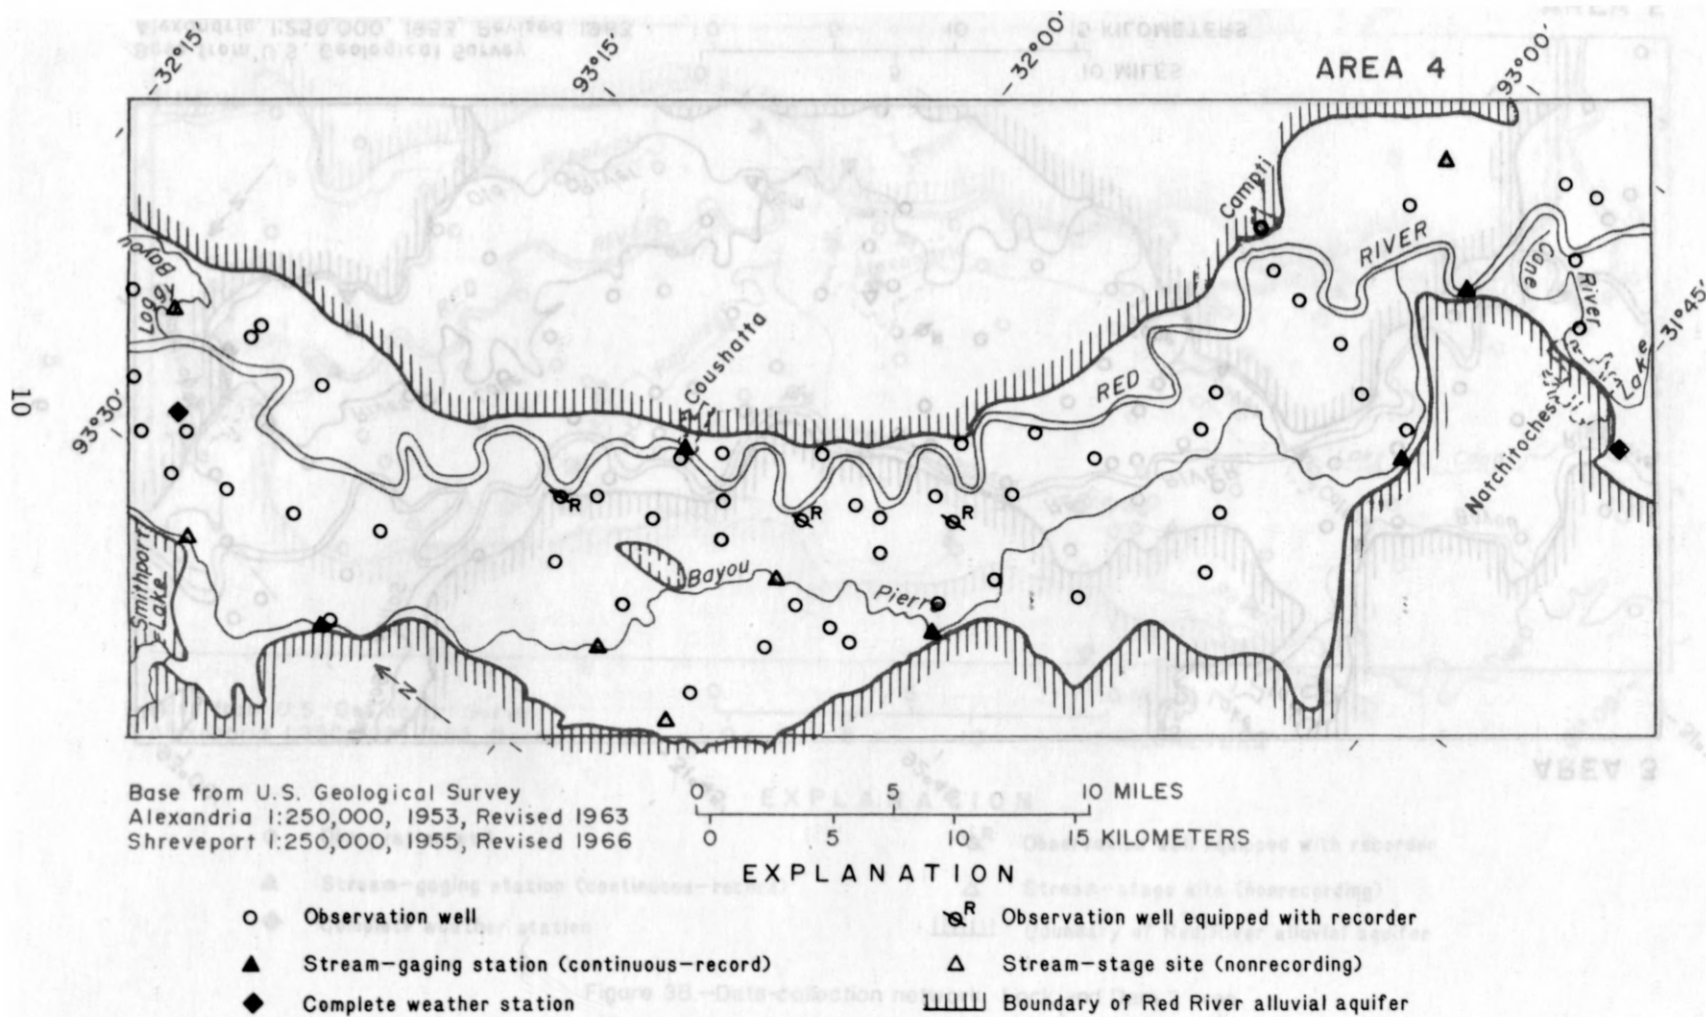 32°15'
93°15'
32°00'
AREA 4
93°00'
Campti
RIVER
Cane
River
Loggy Bayou
Coushatta
31°45'
Lake
RED
10
93°30'
Natchitoches
R
R
R
Smithport
Lake
Bayou
Pierre
N
Base from U.S. Geological Survey
Alexandria 1:250,000, 1953, Revised 1963
Shreveport 1:250,000, 1955, Revised 1966
0 5 10 MILES
0 5 10 15 KILOMETERS
EXPLANATION
Observation well
R Observation well equipped with recorder
Stream-gaging station (continuous-record)
Stream-stage site (nonrecording)
Complete weather station
Boundary of Red River alluvial aquifer